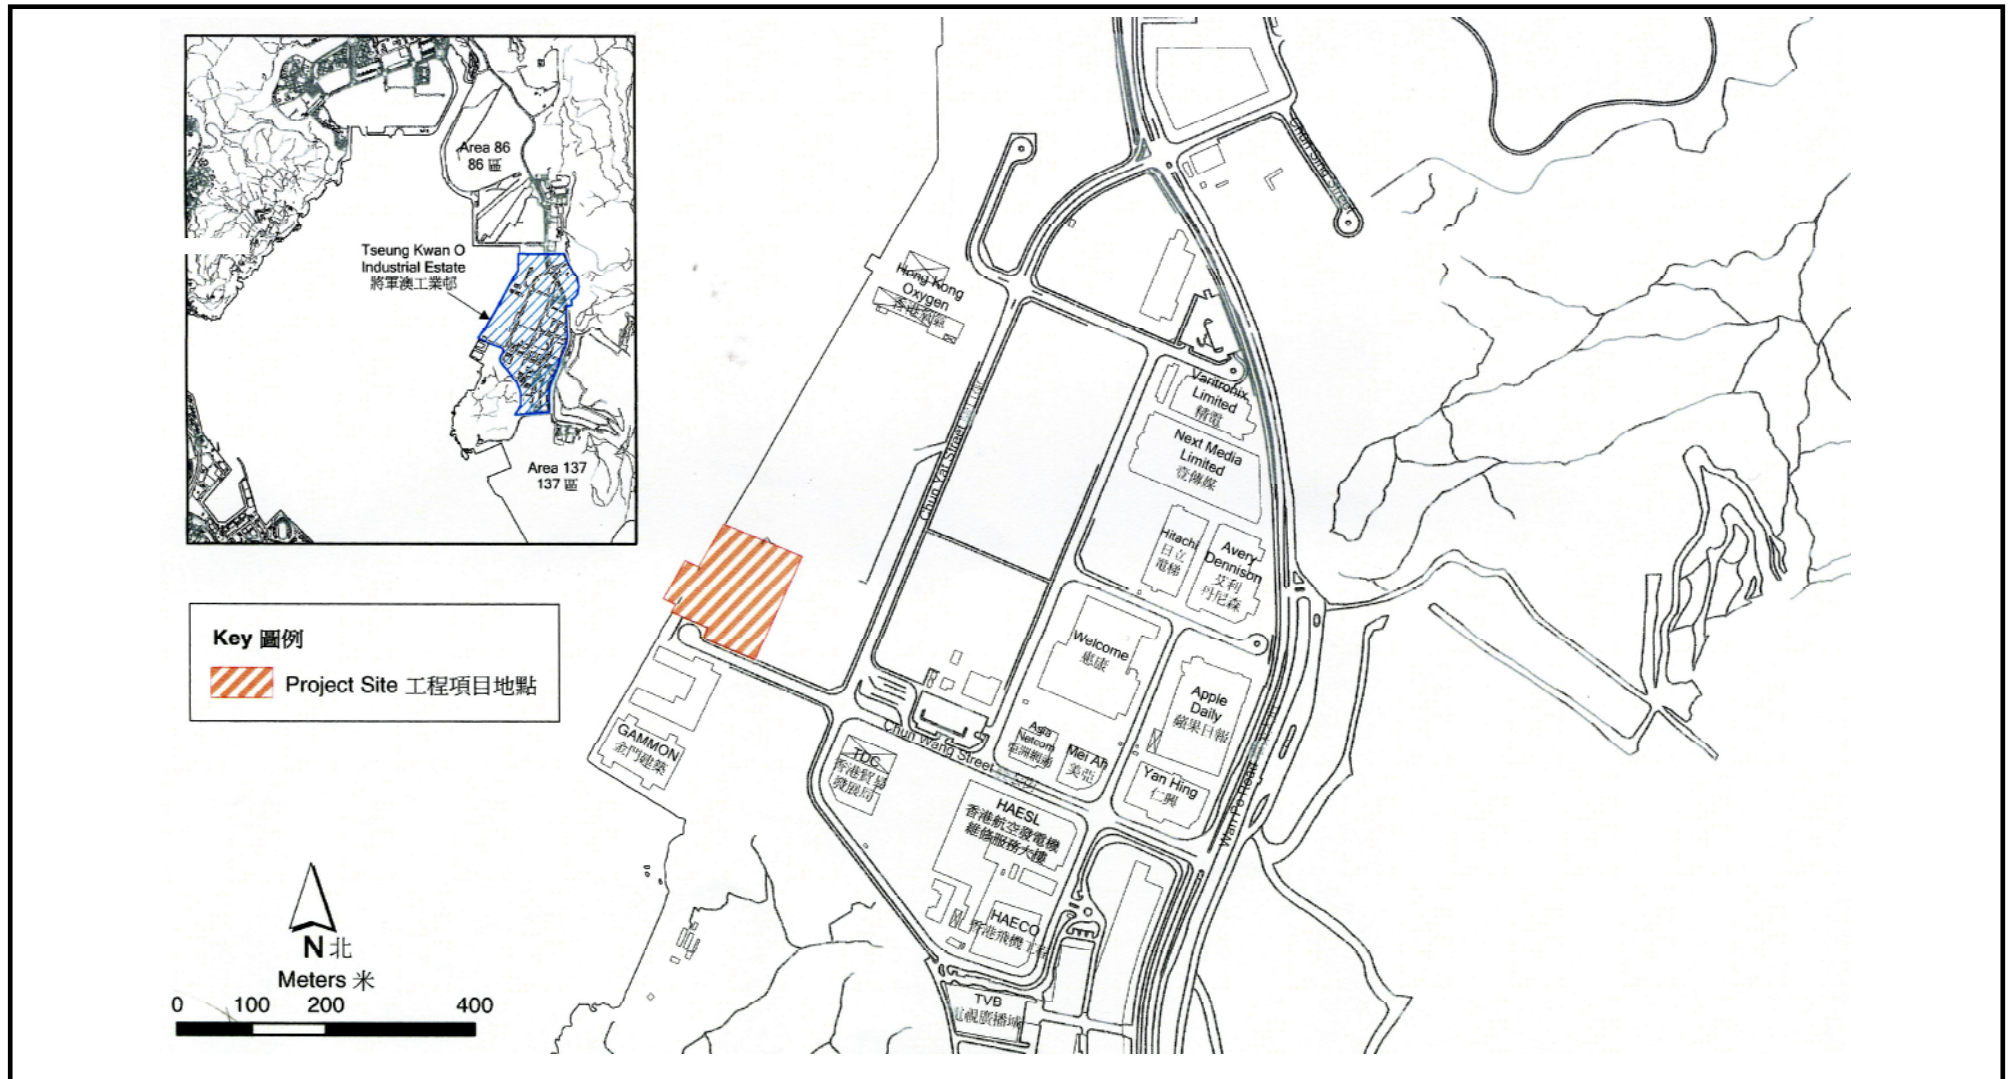 Area 86
86 區
Tseung Kwan O
Industrial Estate
將軍澳工業邨
Area 137
137 區
Key 圖例
Project Site 工程項目地點
N 北
Meters 米
0 100 200 400
Chun Sing Street
Hong Kong
Oxygen
Chun Yat Street
Varitronix
Limited
精電
Next Media
Limited
壹傳媒
Hitachi
日立
電梯
Avery
Dennison
艾利
丹尼森
Welcome
惠康
Apple
Daily
蘋果日報
Asia
Netcom
亞洲網通
Mei Ah
美亞
Yan Hing
仁興
Wan Po Road
Chun Wang Street
GAMMON
金門建築
TDC
香港貿易
發展局
HAESL
香港航空發電機
維修服務大樓
HAECO
香港飛機工程
TVB
電視廣播城